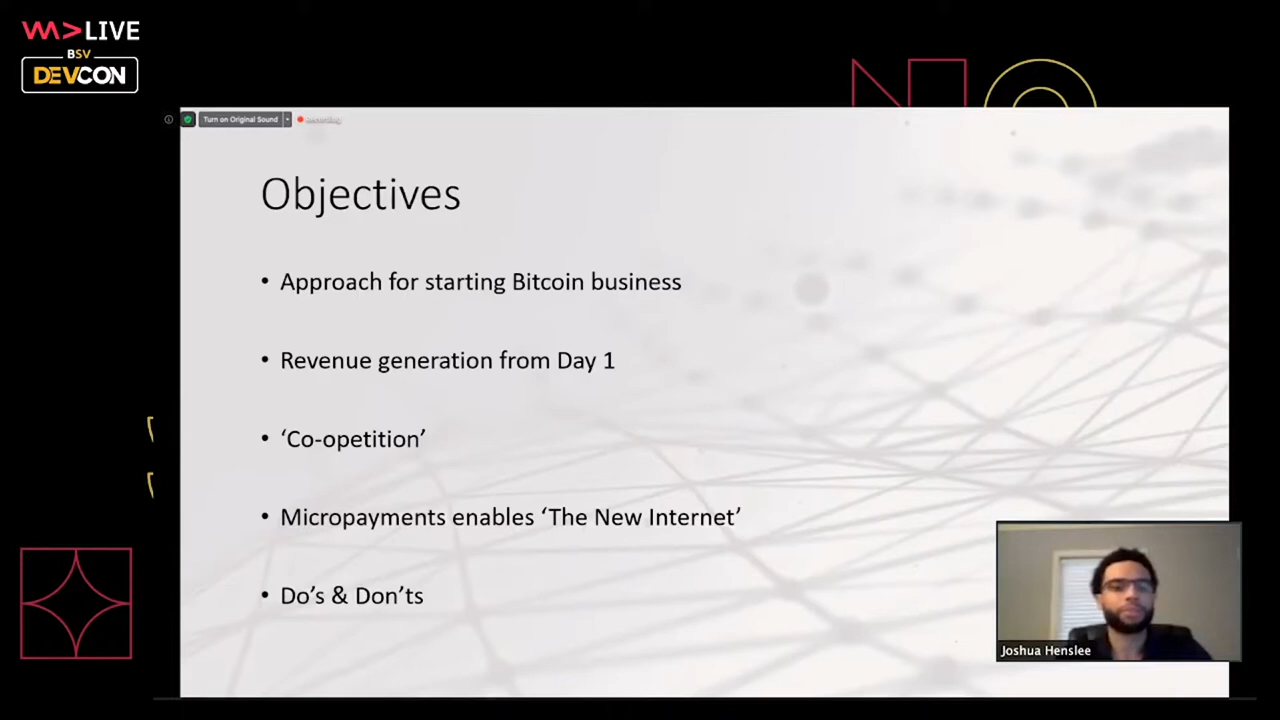 LIVE
BSV
DEVCON
Turn on Original Sound
Recording
Objectives
• Approach for starting Bitcoin business
• Revenue generation from Day 1
• ‘Co-opetition’
• Micropayments enables ‘The New Internet’
• Do’s & Don’ts
Joshua Henslee